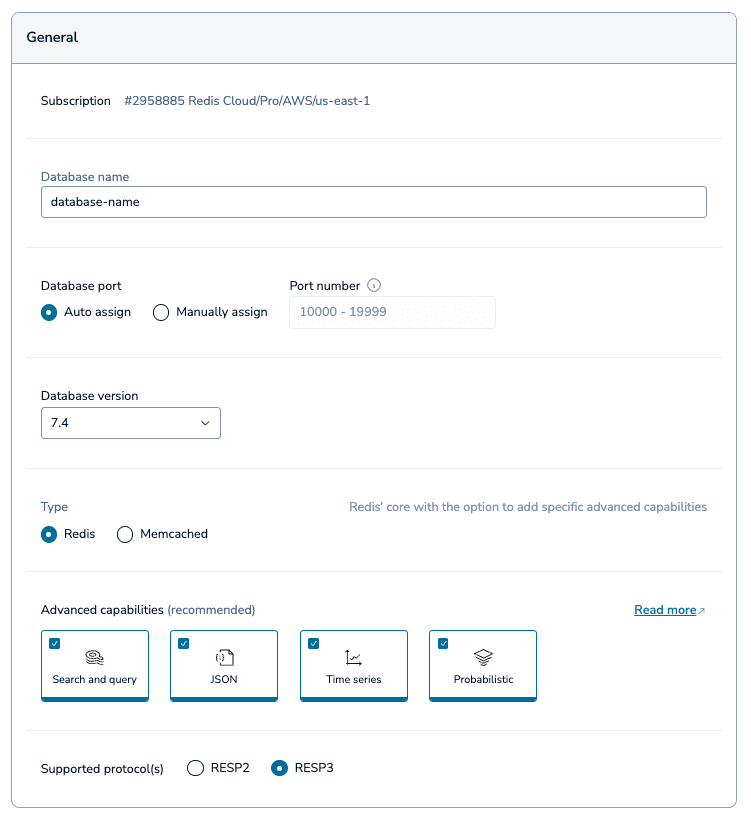 General
Subscription #2958885 Redis Cloud/Pro/AWS/us-east-1
Database name
database-name
Database port Port number
Auto assign Manually assign 10000 - 19999
Database version
7.4
Type Redis' core with the option to add specific advanced capabilities
Redis Memcached
Advanced capabilities (recommended) Read more
Search and query JSON Time series Probabilistic
Supported protocol(s) RESP2 RESP3